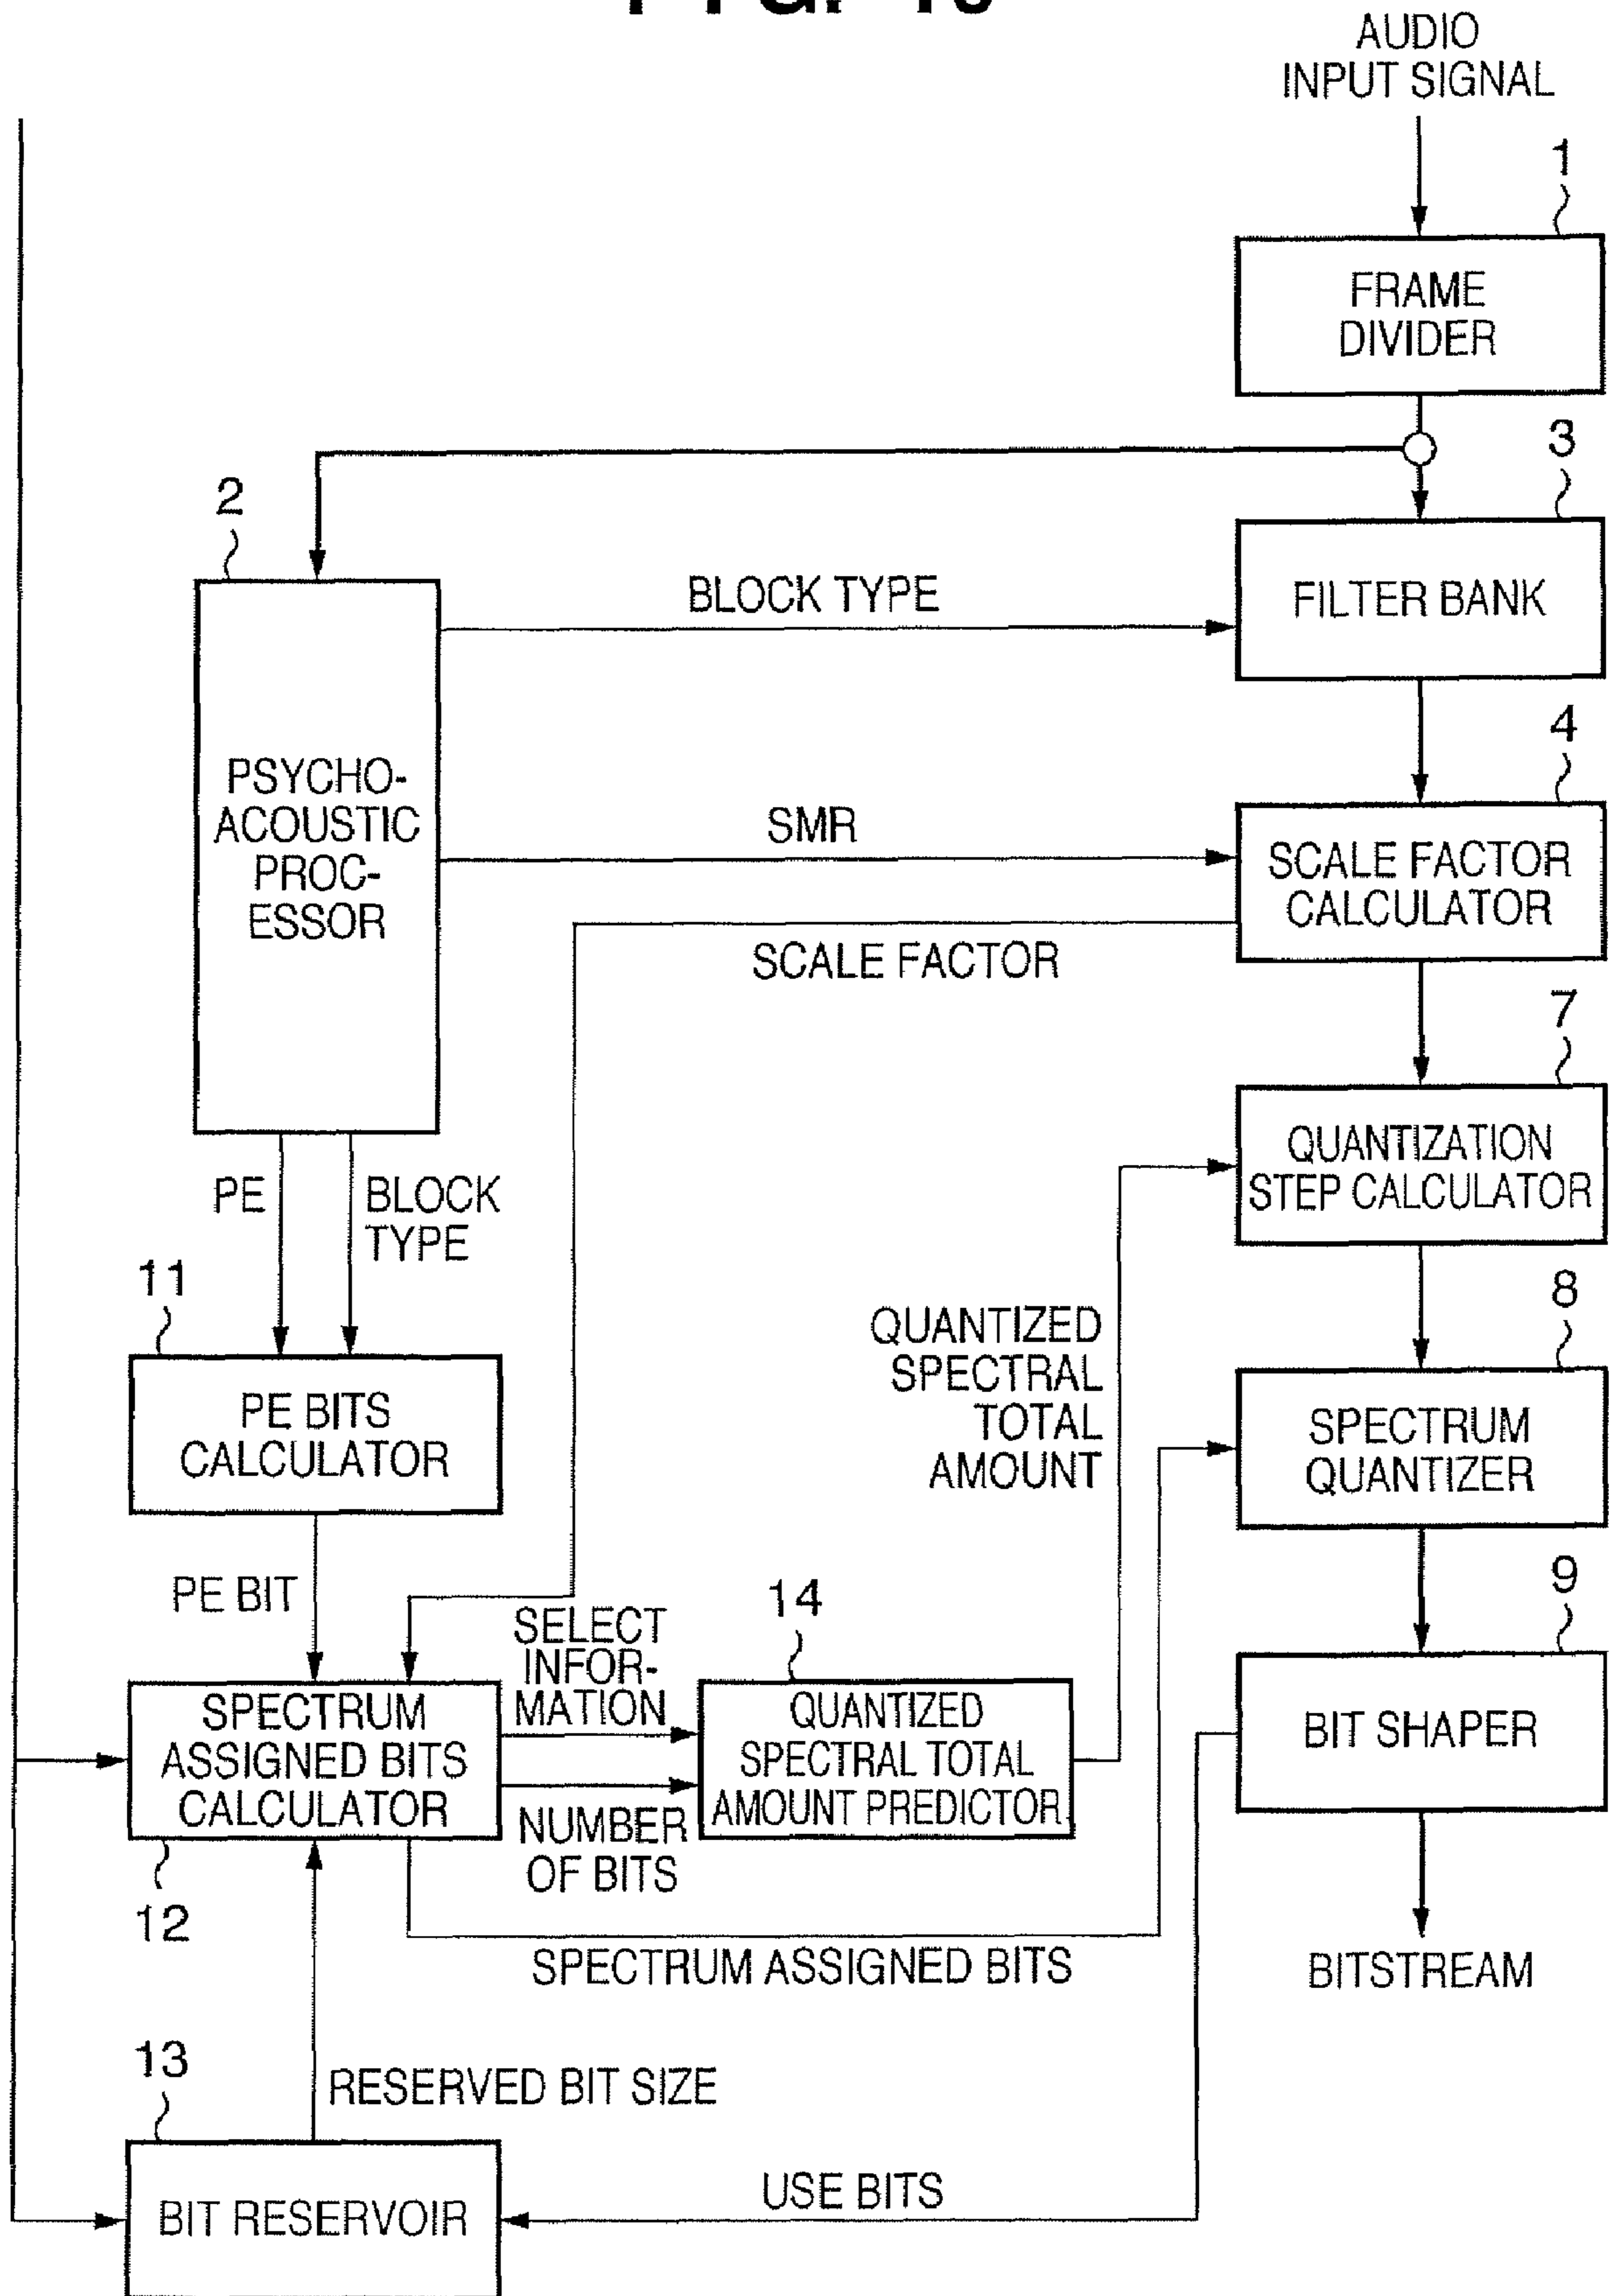 AUDIO
INPUT SIGNAL
1
FRAME
DIVIDER
3
2
BLOCK TYPE
FILTER BANK
4
PSYCHO-
ACOUSTIC
PROC-
ESSOR
SMR
SCALE FACTOR
CALCULATOR
SCALE FACTOR
7
QUANTIZATION
STEP CALCULATOR
PE
BLOCK
TYPE
11
8
QUANTIZED
SPECTRAL
TOTAL
AMOUNT
PE BITS
CALCULATOR
SPECTRUM
QUANTIZER
9
PE BIT
SELECT
INFOR-
MATION
14
SPECTRUM
ASSIGNED BITS
CALCULATOR
QUANTIZED
SPECTRAL TOTAL
AMOUNT PREDICTOR
BIT SHAPER
NUMBER
OF BITS
12
SPECTRUM ASSIGNED BITS
BITSTREAM
13
RESERVED BIT SIZE
USE BITS
BIT RESERVOIR